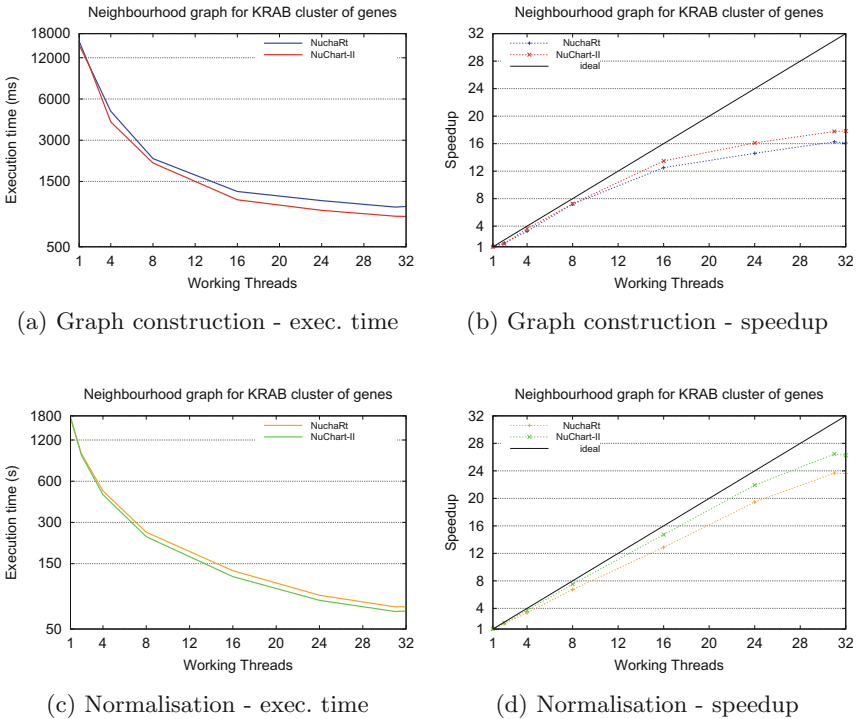 Neighbourhood graph for KRAB cluster of genes
18000
12000
6000
3000
1500
500
Execution time (ms)
NuchaRt
NuChart-II
1 4 8 12 16 20 24 28 32
Working Threads
(a) Graph construction - exec. time
Neighbourhood graph for KRAB cluster of genes
32
28
24
20
16
12
8
4
1
Speedup
NuchaRt
NuChart-II
ideal
1 4 8 12 16 20 24 28 32
Working Threads
(b) Graph construction - speedup
Neighbourhood graph for KRAB cluster of genes
1800
1200
600
300
150
50
Execution time (s)
NuchaRt
NuChart-II
1 4 8 12 16 20 24 28 32
Working Threads
(c) Normalisation - exec. time
Neighbourhood graph for KRAB cluster of genes
32
28
24
20
16
12
8
4
1
Speedup
NuchaRt
NuChart-II
ideal
1 4 8 12 16 20 24 28 32
Working Threads
(d) Normalisation - speedup